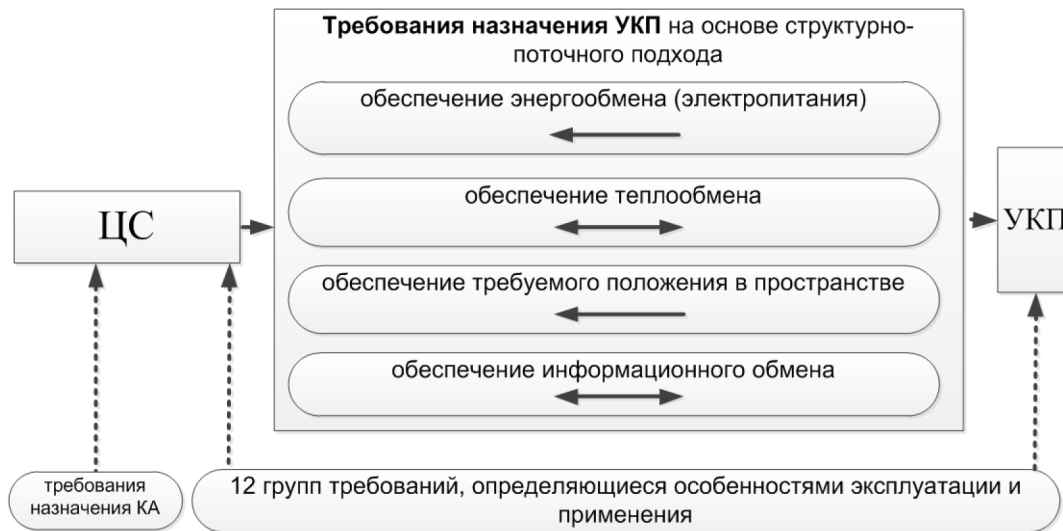 Требования назначения УКП на основе структурно-
поточного подхода
обеспечение энергообмена (электропитания)
обеспечение теплообмена
ЦС
УКП
обеспечение требуемого положения в пространстве
обеспечение информационного обмена
требования
назначения КА
12 групп требований, определяющиеся особенностями эксплуатации и
применения